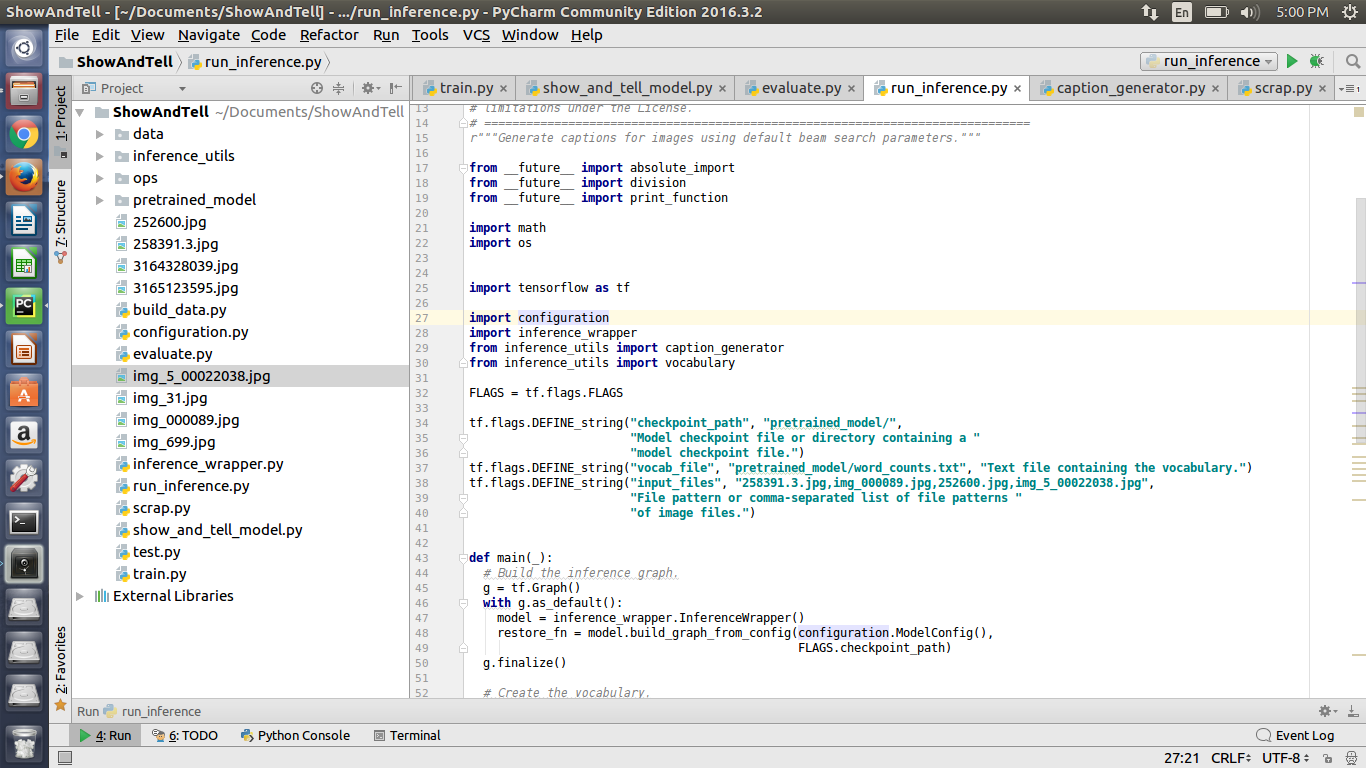 ShowAndTell - [~/Documents/ShowAndTell] - .../run_inference.py - PyCharm Community Edition 2016.3.2
En
5:00 PM
File Edit View Navigate Code Refactor Run Tools VCS Window Help
ShowAndTell run_inference.py
run_inference
1: Project
7: Structure
2: Favorites
Project
ShowAndTell ~/Documents/ShowAndTell
data
inference_utils
ops
pretrained_model
252600.jpg
258391.3.jpg
3164328039.jpg
3165123595.jpg
build_data.py
configuration.py
evaluate.py
img_5_00022038.jpg
img_31.jpg
img_000089.jpg
img_699.jpg
inference_wrapper.py
run_inference.py
scrap.py
show_and_tell_model.py
test.py
train.py
External Libraries
train.py show_and_tell_model.py evaluate.py run_inference.py caption_generator.py scrap.py
13 # limitations under the License.
14 # ==============================================================================
15 r"""Generate captions for images using default beam search parameters."""
16
17 from __future__ import absolute_import
18 from __future__ import division
19 from __future__ import print_function
20
21 import math
22 import os
23
24
25 import tensorflow as tf
26
27 import configuration
28 import inference_wrapper
29 from inference_utils import caption_generator
30 from inference_utils import vocabulary
31
32 FLAGS = tf.flags.FLAGS
33
34 tf.flags.DEFINE_string("checkpoint_path", "pretrained_model/",
35 "Model checkpoint file or directory containing a "
36 "model checkpoint file.")
37 tf.flags.DEFINE_string("vocab_file", "pretrained_model/word_counts.txt", "Text file containing the vocabulary.")
38 tf.flags.DEFINE_string("input_files", "258391.3.jpg,img_000089.jpg,252600.jpg,img_5_00022038.jpg",
39 "File pattern or comma-separated list of file patterns "
40 "of image files.")
41
42
43 def main(_):
44 # Build the inference graph.
45 g = tf.Graph()
46 with g.as_default():
47 model = inference_wrapper.InferenceWrapper()
48 restore_fn = model.build_graph_from_config(configuration.ModelConfig(),
49 FLAGS.checkpoint_path)
50 g.finalize()
51
52 # Create the vocabulary.
Run run_inference
4: Run 6: TODO Python Console Terminal Event Log
27:21 CRLF UTF-8